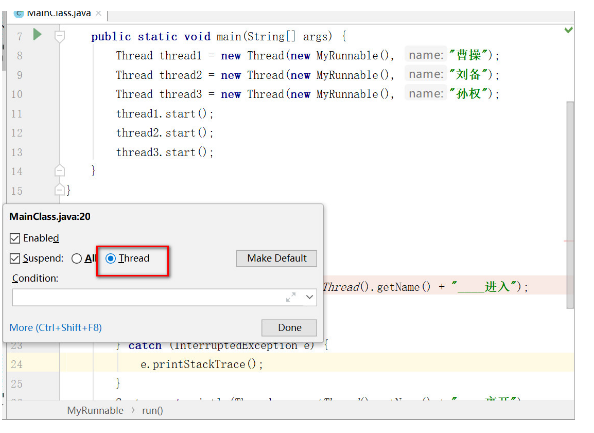 MainClass.java ×
7 public static void main(String[] args) {
8 Thread thread1 = new Thread(new MyRunnable(), name: "曹操");
9 Thread thread2 = new Thread(new MyRunnable(), name: "刘备");
10 Thread thread3 = new Thread(new MyRunnable(), name: "孙权");
11 thread1.start();
12 thread2.start();
13 thread3.start();
14 }
15 }
MainClass.java:20
Enabled
Suspend: All Thread Make Default
Condition:
Thread().getName() + "____进入");
More (Ctrl+Shift+F8) Done
23 } catch (InterruptedException e) {
24 e.printStackTrace();
25 }
MyRunnable › run()